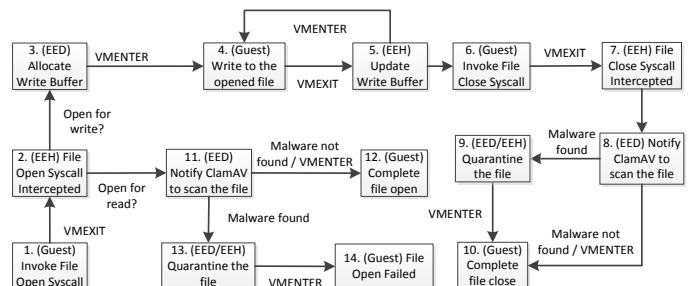 VMENTER
3. (EED)
Allocate
Write Buffer
VMENTER
4. (Guest)
Write to the
opened file
VMEXIT
5. (EEH)
Update
Write Buffer
6. (Guest)
Invoke File
Close Syscall
VMEXIT
7. (EEH) File
Close Syscall
Intercepted
Open for
write?
2. (EEH) File
Open Syscall
Intercepted
Open for
read?
11. (EED)
Notify ClamAV
to scan the file
Malware not
found / VMENTER
12. (Guest)
Complete
file open
9. (EED/EEH)
Quarantine
the file
Malware
found
8. (EED) Notify
ClamAV to
scan the file
VMEXIT
Malware found
VMENTER
Malware not
found / VMENTER
1. (Guest)
Invoke File
Open Syscall
13. (EED/EEH)
Quarantine the
file
VMENTER
14. (Guest) File
Open Failed
10. (Guest)
Complete
file close